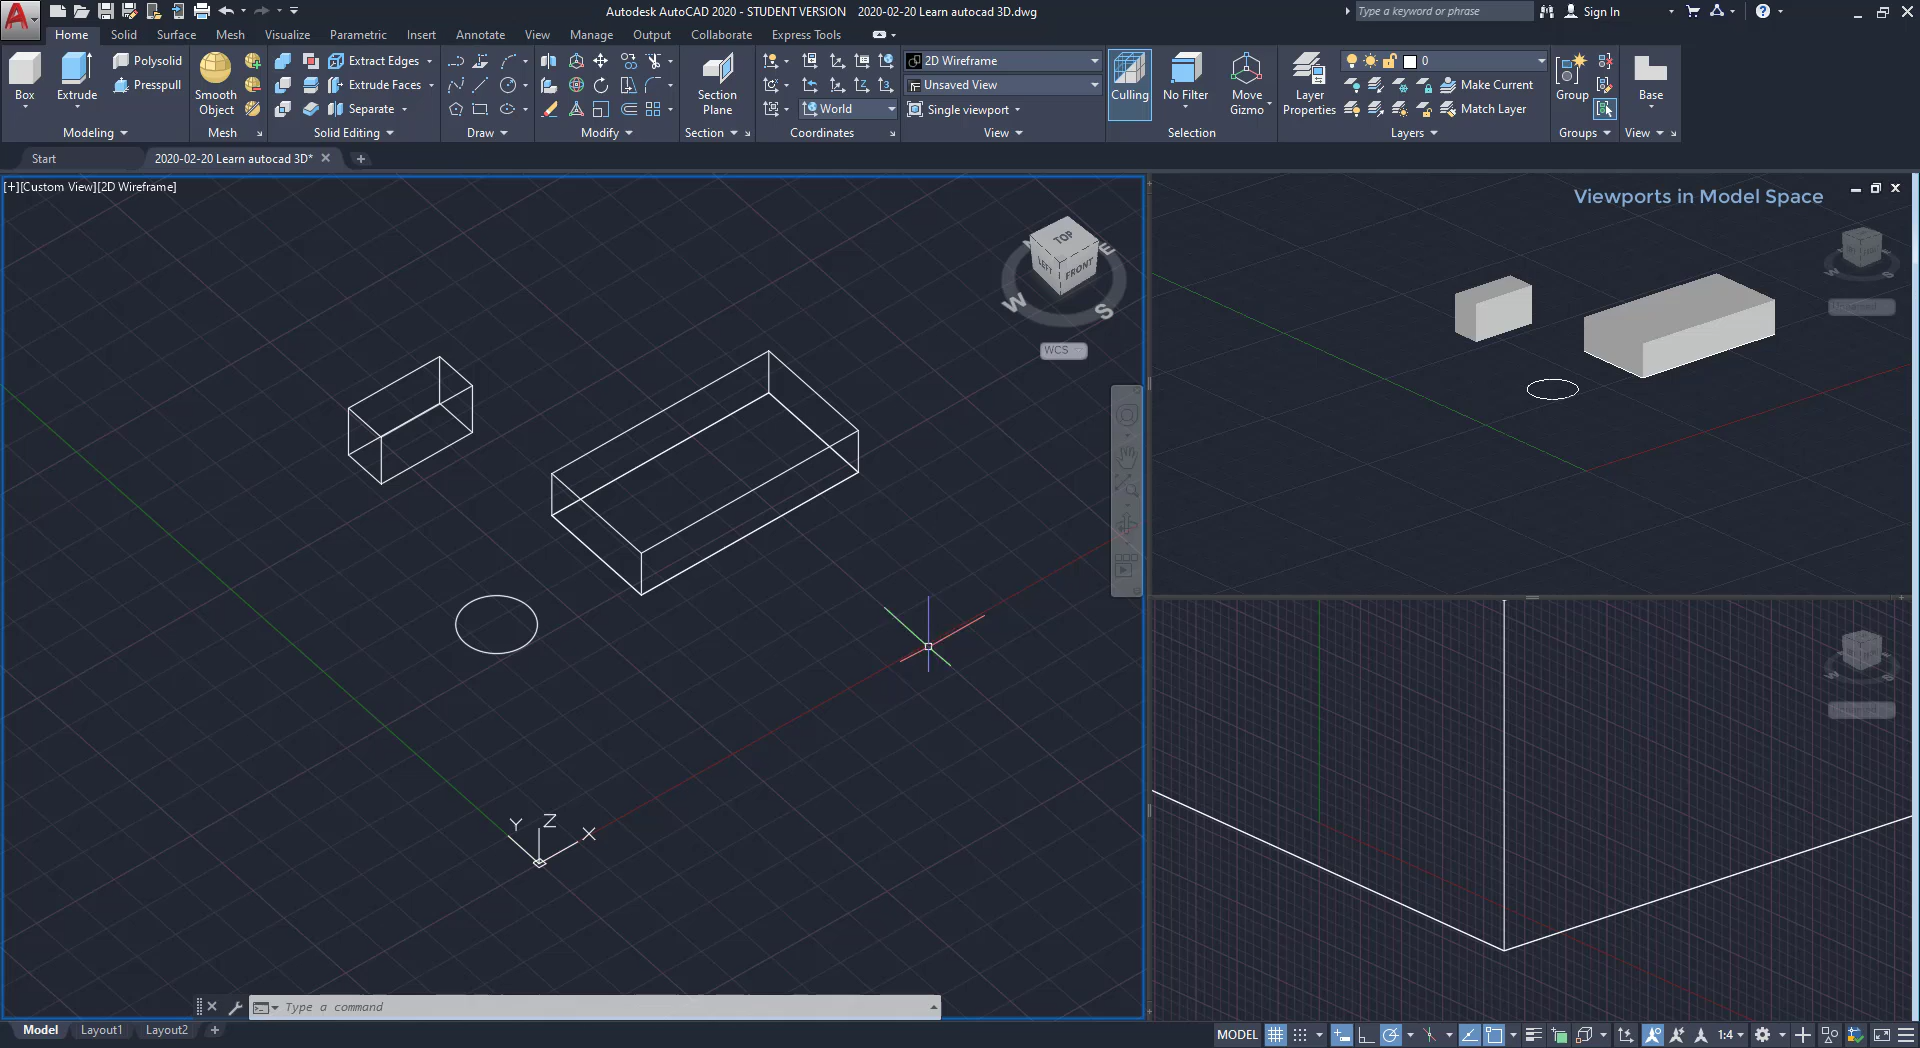 Autodesk AutoCAD 2020 - STUDENT VERSION 2020-02-20 Learn autocad 3D.dwg
Type a keyword or phrase
Sign In
Home Solid Surface Mesh Visualize Parametric Insert Annotate View Manage Output Collaborate Express Tools
Box
Extrude
Polysolid
Presspull
Modeling
Smooth
Object
Mesh
Extract Edges
Extrude Faces
Separate
Solid Editing
Draw
Modify
Section
Plane
Section
World
Coordinates
2D Wireframe
Unsaved View
Single viewport
View
Culling
No Filter
Move
Gizmo
Selection
Layer
Properties
0
Make Current
Match Layer
Layers
Group
Groups
Base
View
Start
2020-02-20 Learn autocad 3D*
[+][Custom View][2D Wireframe]
Viewports in Model Space
TOP
LEFT
FRONT
E
W
S
WCS
W
S
W
S
Y
Z
X
Type a command
Model Layout1 Layout2
MODEL
1:4